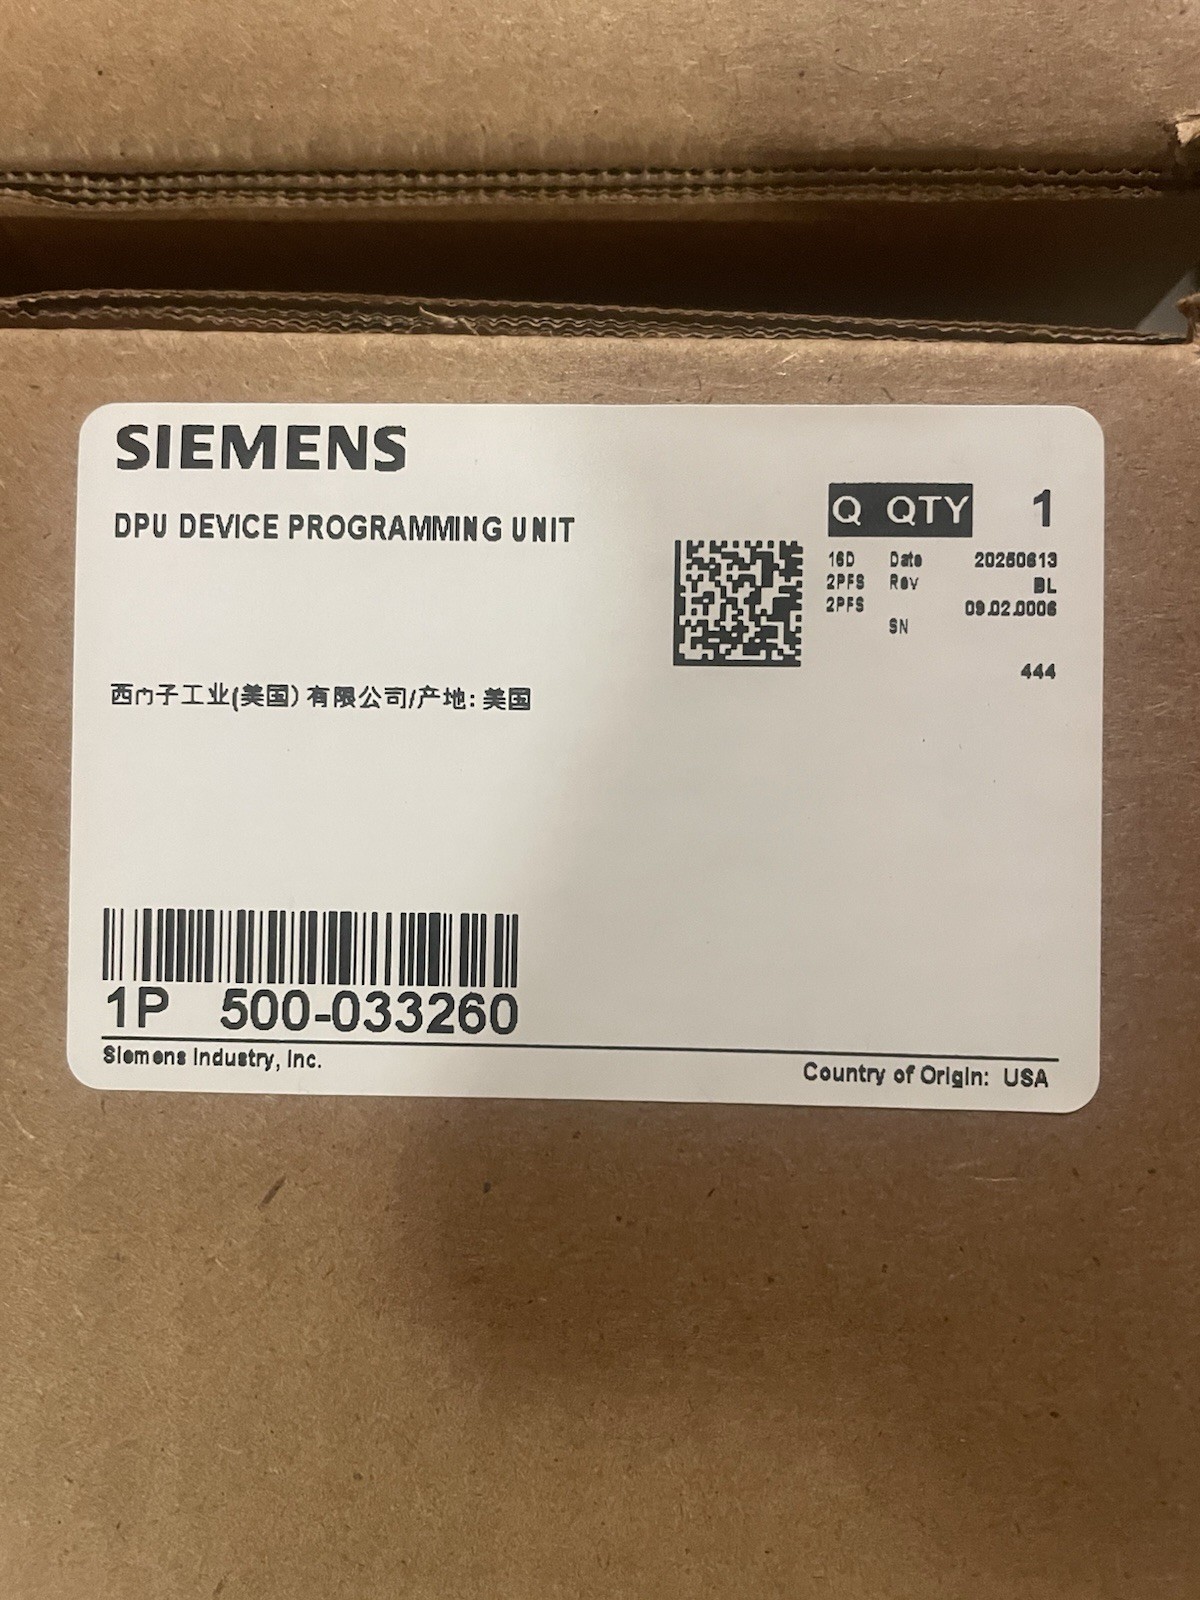 SIEMENS
DPU DEVICE PROGRAMMING UNIT
Q QTY 1
16D Date 20250613
2PFS Rev BL
2PFS 09.02.0006
SN
444
西门子工业(美国) 有限公司/产地: 美国
1P 500-033260
Siemens Industry, Inc.
Country of Origin: USA